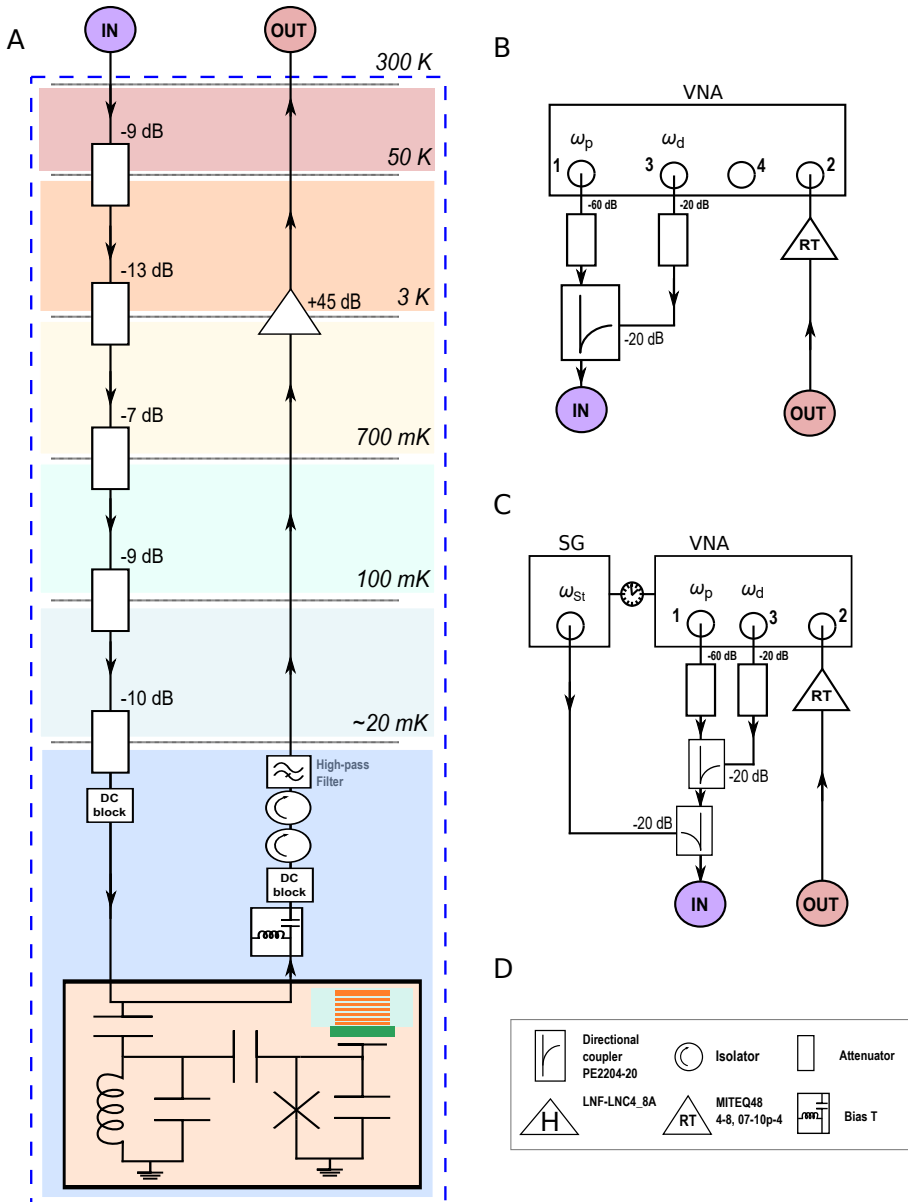 A
IN
OUT
300 K
-9 dB
50 K
-13 dB
3 K
+45 dB
-7 dB
700 mK
-9 dB
100 mK
-10 dB
~20 mK
High-pass
Filter
DC
block
DC
block
B
VNA
ωp
ωd
1
3
4
2
-60 dB
-20 dB
RT
-20 dB
IN
OUT
C
SG
VNA
ωSt
ωp
ωd
1
3
2
-60 dB
-20 dB
RT
-20 dB
-20 dB
IN
OUT
D
Directional
coupler
PE2204-20
Isolator
Attenuator
H
LNF-LNC4_8A
RT
MITEQ48
4-8, 07-10p-4
Bias T